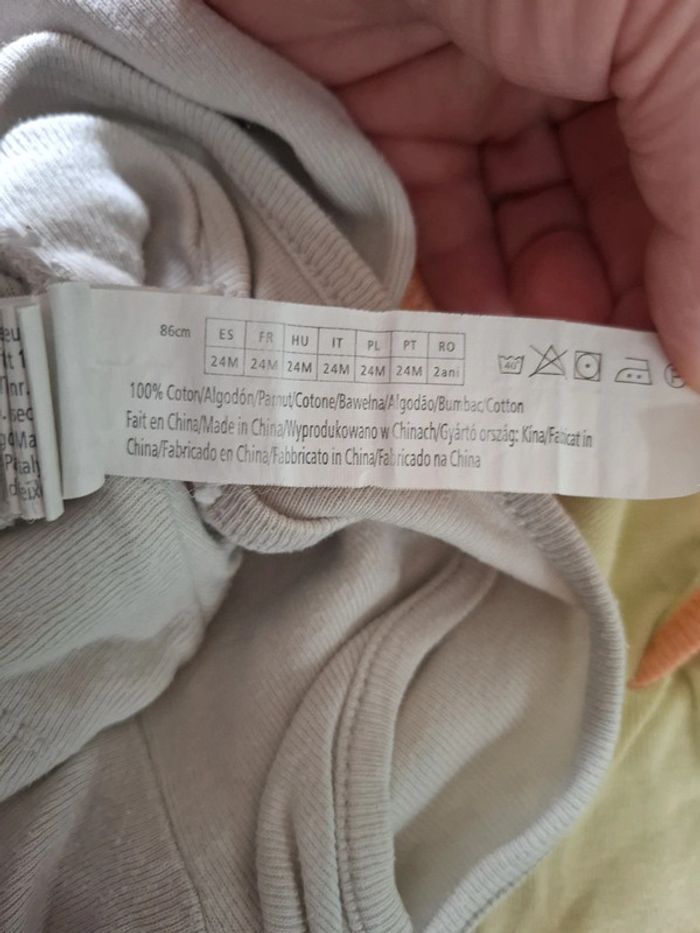 86cm ES FR HU IT PL PT RO
24M 24M 24M 24M 24M 24M 2ani
40
100% Coton/Algodón/Pamut/Cotone/Bawełna/Algodão/Bumbac/Cotton
Fait en China/Made in China/Wyprodukowano w Chinach/Gyártó ország: Kína/Fabricat in
China/Fabricado en China/Fabbricato in China/Fabricado na China